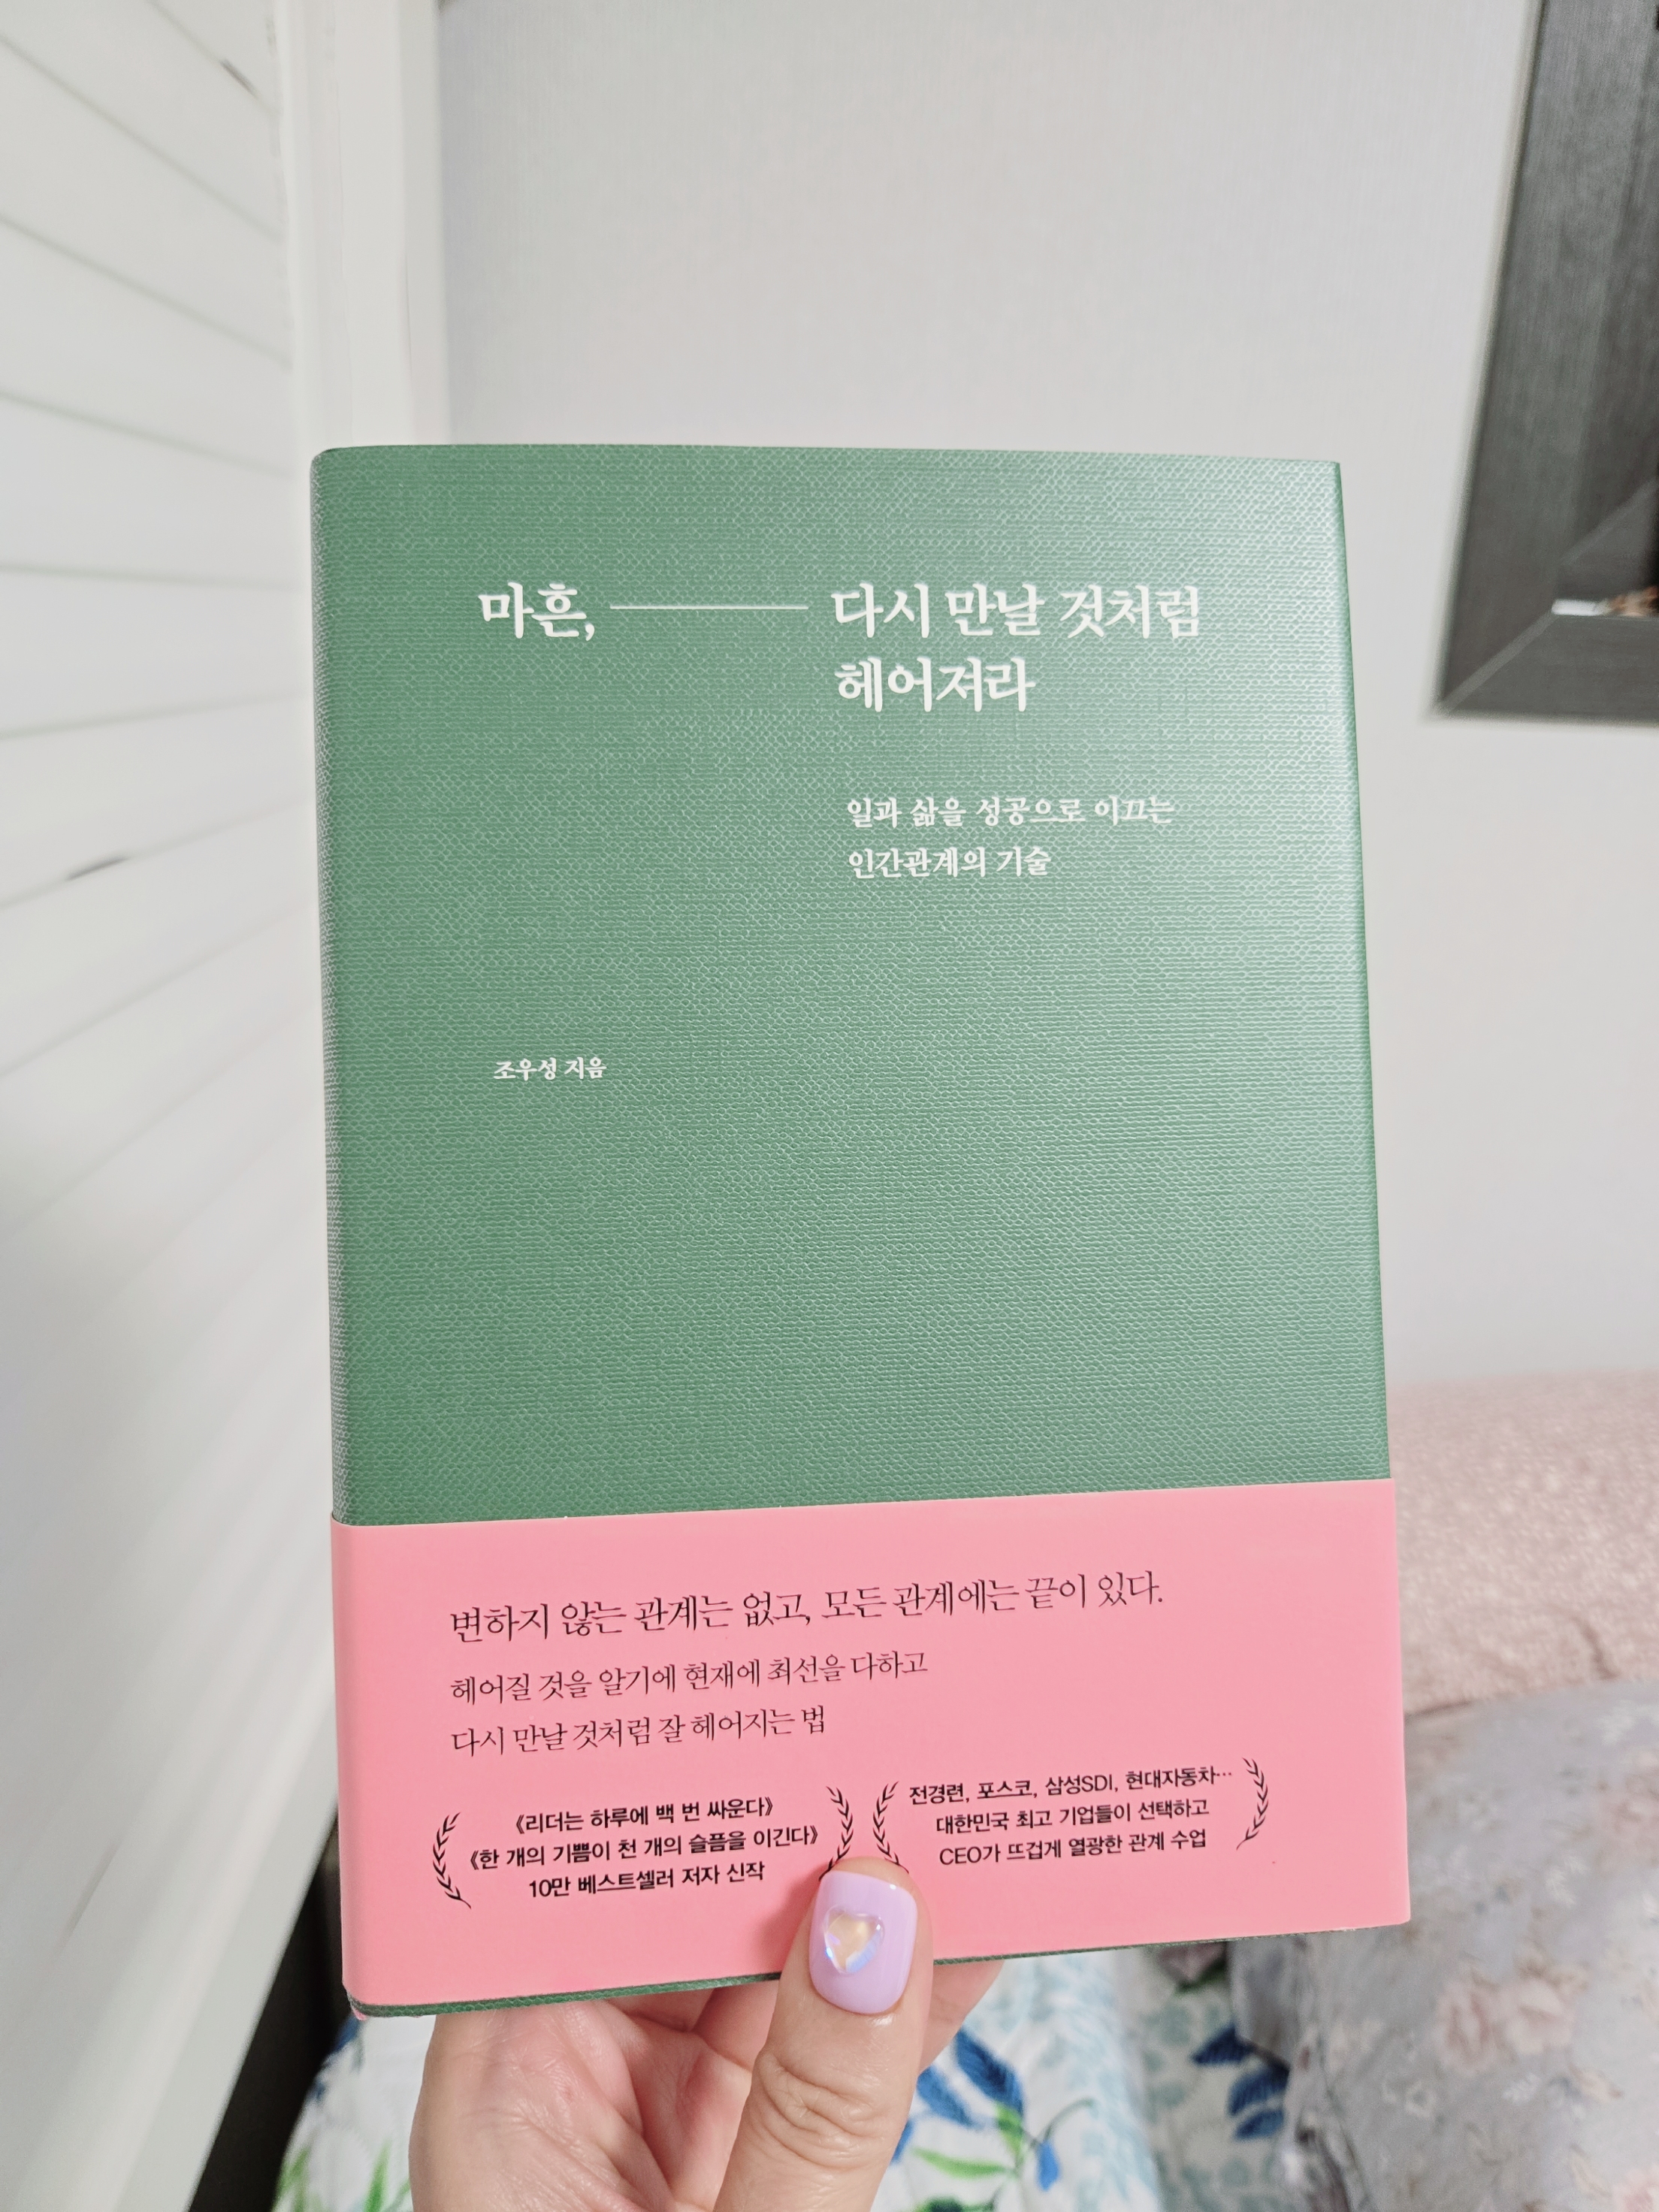 마흔, 다시 만날 것처럼
헤어져라
일과 삶을 성공으로 이끄는
인간관계의 기술
조우성 지음
변하지 않는 관계는 없고, 모든 관계에는 끝이 있다.
헤어질 것을 알기에 현재에 최선을 다하고
다시 만날 것처럼 잘 헤어지는 법
《리더는 하루에 백 번 싸운다》
《한 개의 기쁨이 천 개의 슬픔을 이긴다》
10만 베스트셀러 저자 신작
전경련, 포스코, 삼성SDI, 현대자동차…
대한민국 최고 기업들이 선택하고
CEO가 뜨겁게 열광한 관계 수업